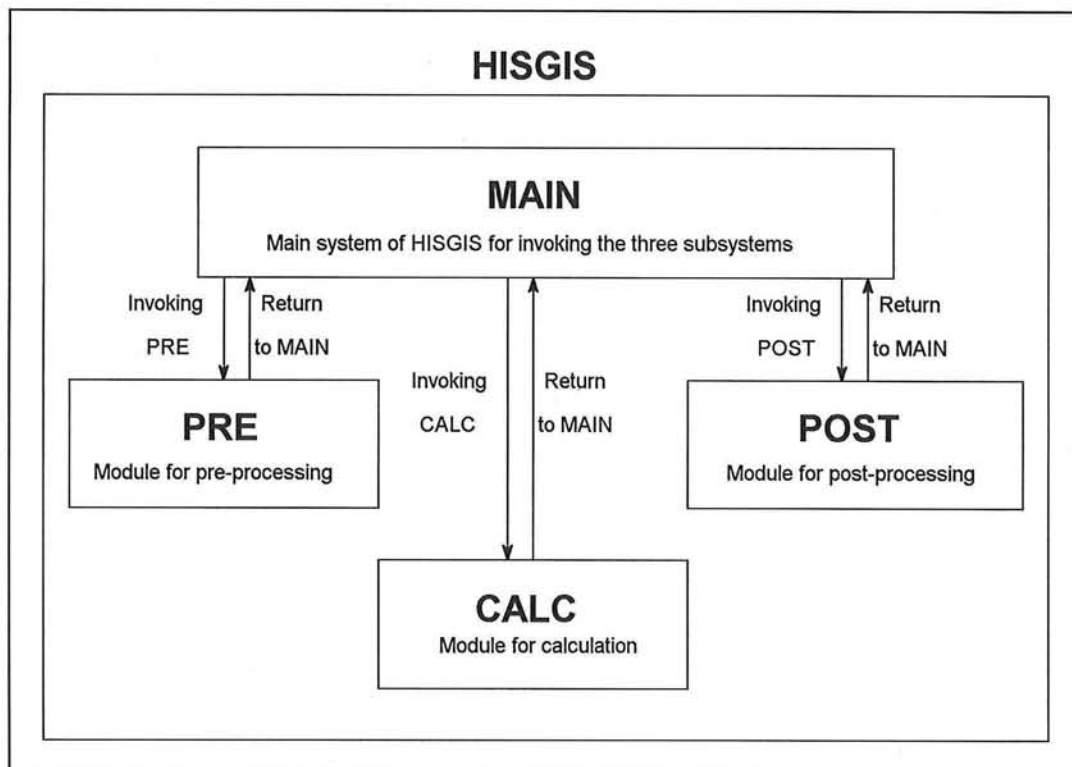 HISGIS
MAIN
Main system of HISGIS for invoking the three subsystems
Invoking
PRE
Return
to MAIN
Invoking
CALC
Return
to MAIN
Invoking
POST
Return
to MAIN
PRE
Module for pre-processing
POST
Module for post-processing
CALC
Module for calculation